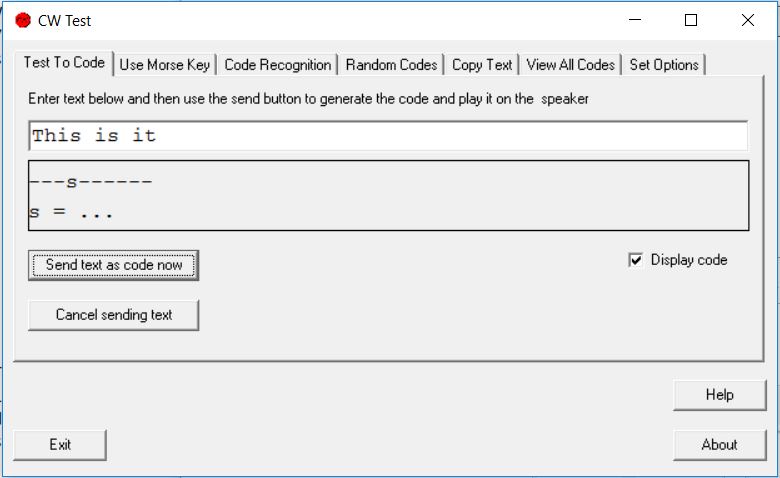 CW Test
Test To Code Use Morse Key Code Recognition Random Codes Copy Text View All Codes Set Options
Enter text below and then use the send button to generate the code and play it on the speaker
This is it
---s------
s = ...
Send text as code now
Display code
Cancel sending text
Help
Exit
About